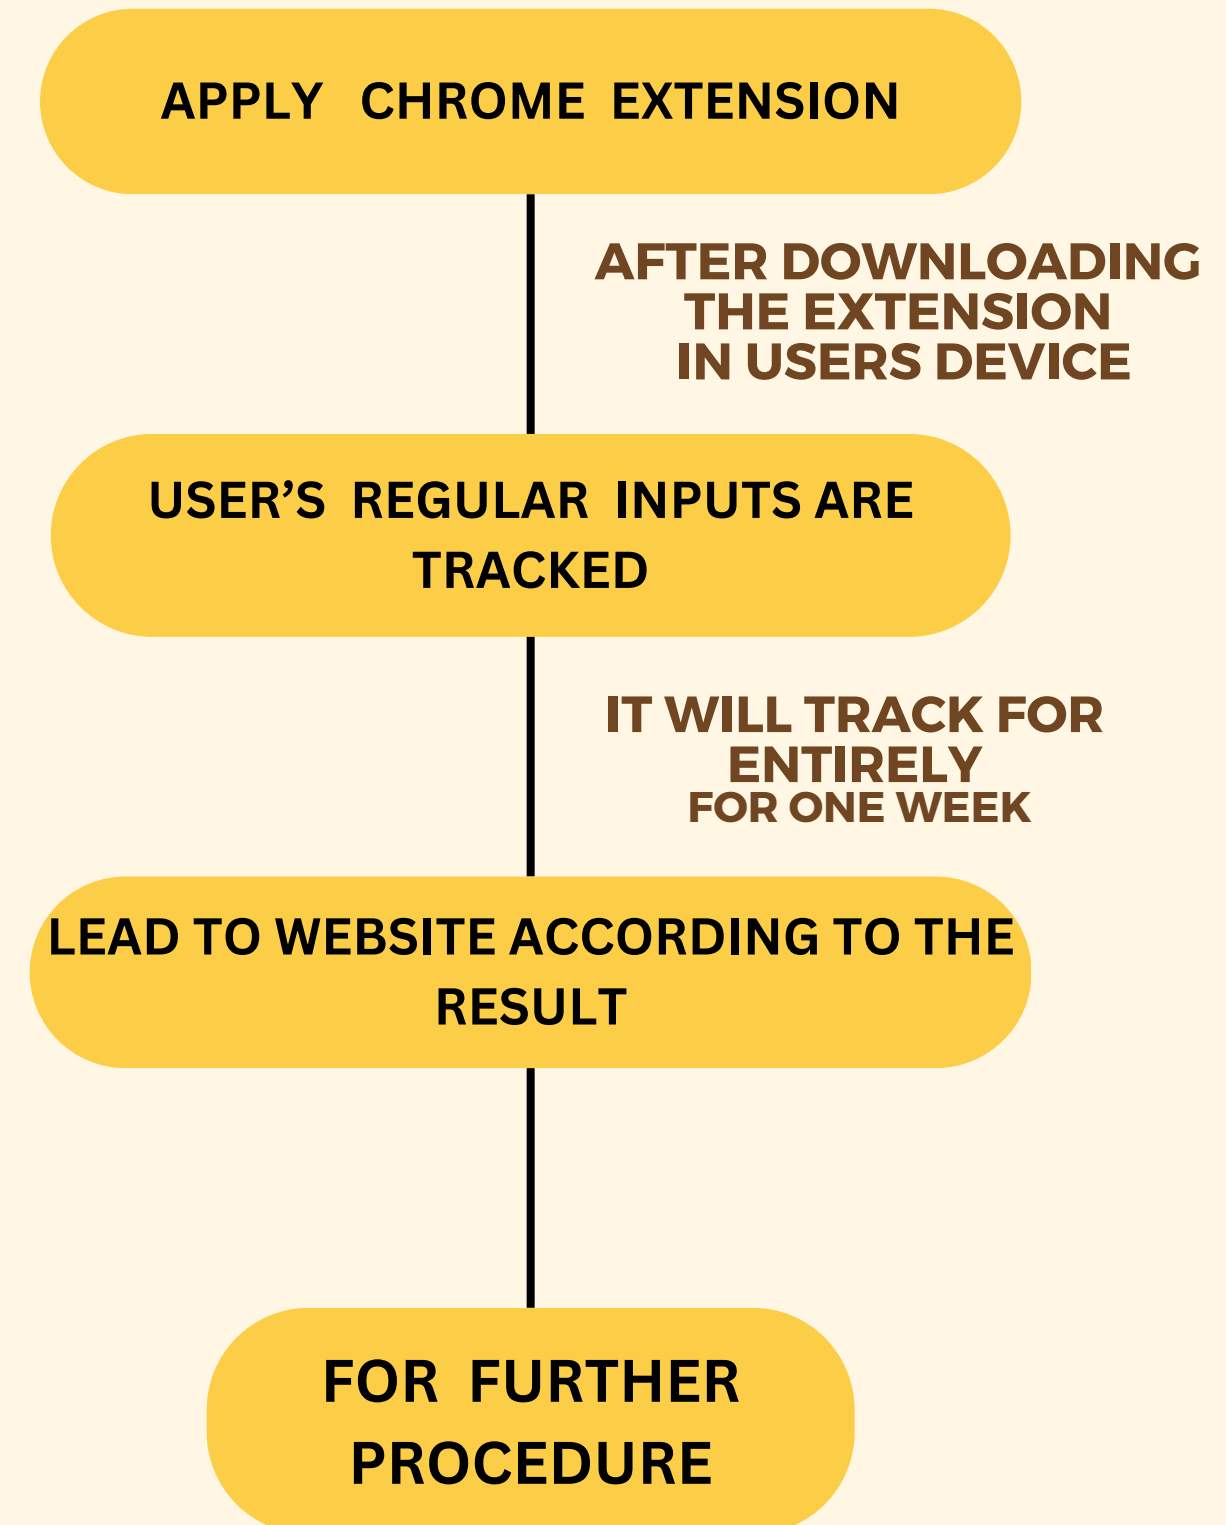 APPLY CHROME EXTENSION
AFTER DOWNLOADING
THE EXTENSION
IN USERS DEVICE
USER’S REGULAR INPUTS ARE
TRACKED
IT WILL TRACK FOR
ENTIRELY
FOR ONE WEEK
LEAD TO WEBSITE ACCORDING TO THE
RESULT
FOR FURTHER
PROCEDURE